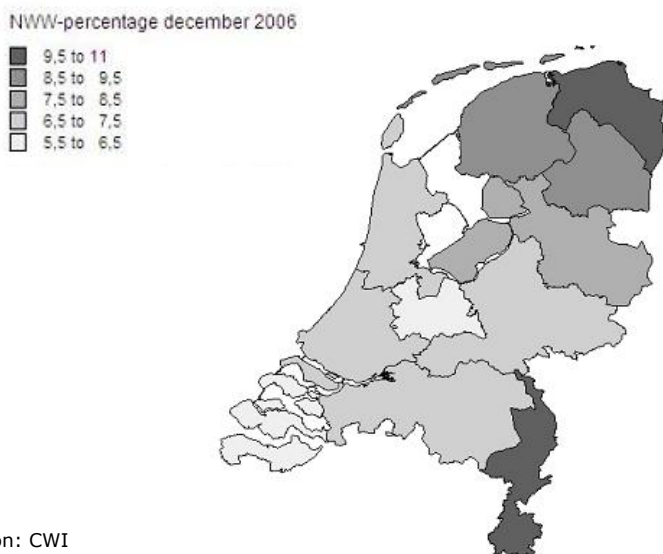 NWW-percentage december 2006
9,5 to 11
8,5 to 9,5
7,5 to 8,5
6,5 to 7,5
5,5 to 6,5
on: CWI